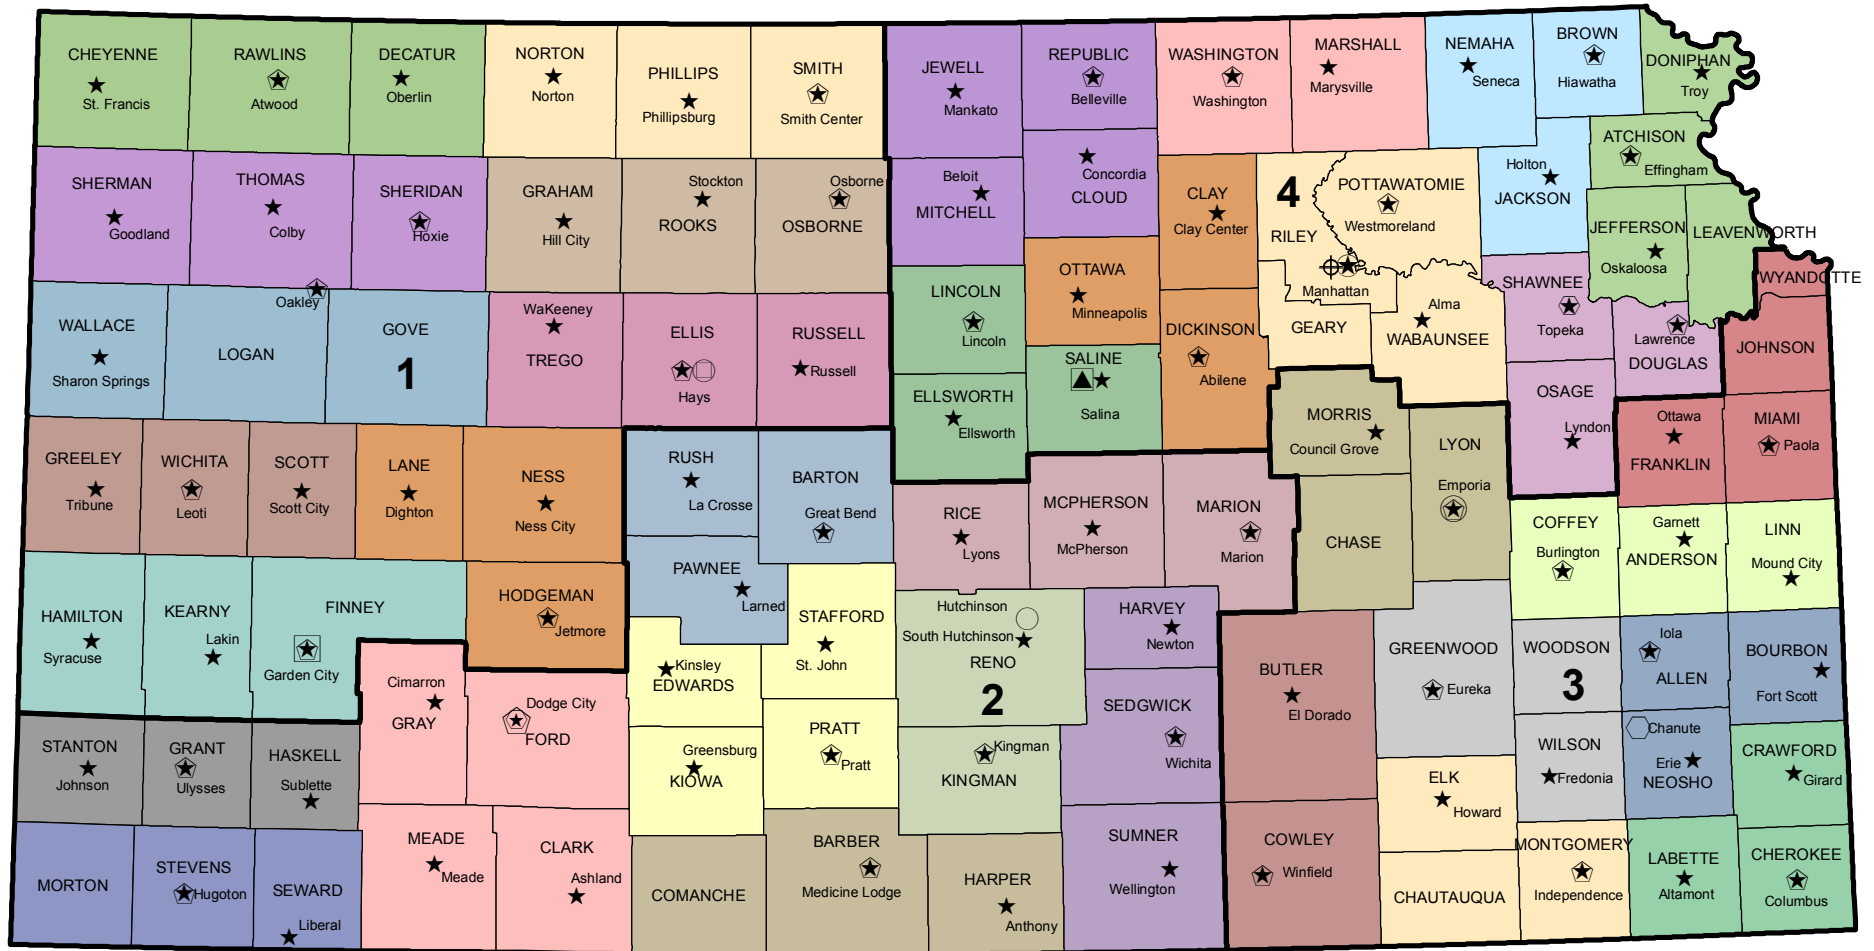 CHEYENNE
St. Francis
RAWLINS
Atwood
DECATUR
Oberlin
NORTON
Norton
PHILLIPS
Phillipsburg
SMITH
Smith Center
JEWELL
Mankato
REPUBLIC
Belleville
WASHINGTON
Washington
MARSHALL
Marysville
NEMAHA
Seneca
BROWN
Hiawatha
DONIPHAN
Troy
SHERMAN
Goodland
THOMAS
Colby
SHERIDAN
Hoxie
GRAHAM
Hill City
Stockton
ROOKS
Osborne
OSBORNE
Beloit
MITCHELL
Concordia
CLOUD
CLAY
Clay Center
4
RILEY
POTTAWATOMIE
Westmoreland
Manhattan
Holton
JACKSON
ATCHISON
Effingham
JEFFERSON
Oskaloosa
LEAVENWORTH
WYANDOTTE
Oakley
WALLACE
Sharon Springs
LOGAN
GOVE
1
WaKeeney
TREGO
ELLIS
Hays
RUSSELL
Russell
LINCOLN
Lincoln
OTTAWA
Minneapolis
DICKINSON
Abilene
GEARY
Alma
WABAUNSEE
SHAWNEE
Topeka
Lawrence
DOUGLAS
JOHNSON
ELLSWORTH
Ellsworth
SALINE
Salina
MORRIS
Council Grove
LYON
Emporia
OSAGE
Lyndon
Ottawa
FRANKLIN
MIAMI
Paola
GREELEY
Tribune
WICHITA
Leoti
SCOTT
Scott City
LANE
Dighton
NESS
Ness City
RUSH
La Crosse
BARTON
Great Bend
RICE
Lyons
MCPHERSON
McPherson
MARION
Marion
CHASE
COFFEY
Burlington
Garnett
ANDERSON
LINN
Mound City
HAMILTON
Syracuse
KEARNY
Lakin
FINNEY
Garden City
HODGEMAN
Jetmore
PAWNEE
Larned
STAFFORD
St. John
Kinsley
EDWARDS
Hutchinson
South Hutchinson
RENO
2
HARVEY
Newton
BUTLER
El Dorado
GREENWOOD
Eureka
WOODSON
3
Iola
ALLEN
BOURBON
Fort Scott
Cimarron
GRAY
Dodge City
FORD
Greensburg
KIOWA
PRATT
Pratt
Kingman
KINGMAN
SEDGWICK
Wichita
WILSON
Fredonia
Chanute
Erie
NEOSHO
CRAWFORD
Girard
STANTON
Johnson
GRANT
Ulysses
HASKELL
Sublette
ELK
Howard
MORTON
STEVENS
Hugoton
SEWARD
Liberal
MEADE
Meade
CLARK
Ashland
COMANCHE
BARBER
Medicine Lodge
HARPER
Anthony
SUMNER
Wellington
COWLEY
Winfield
CHAUTAUQUA
MONTGOMERY
Independence
LABETTE
Altamont
CHEROKEE
Columbus